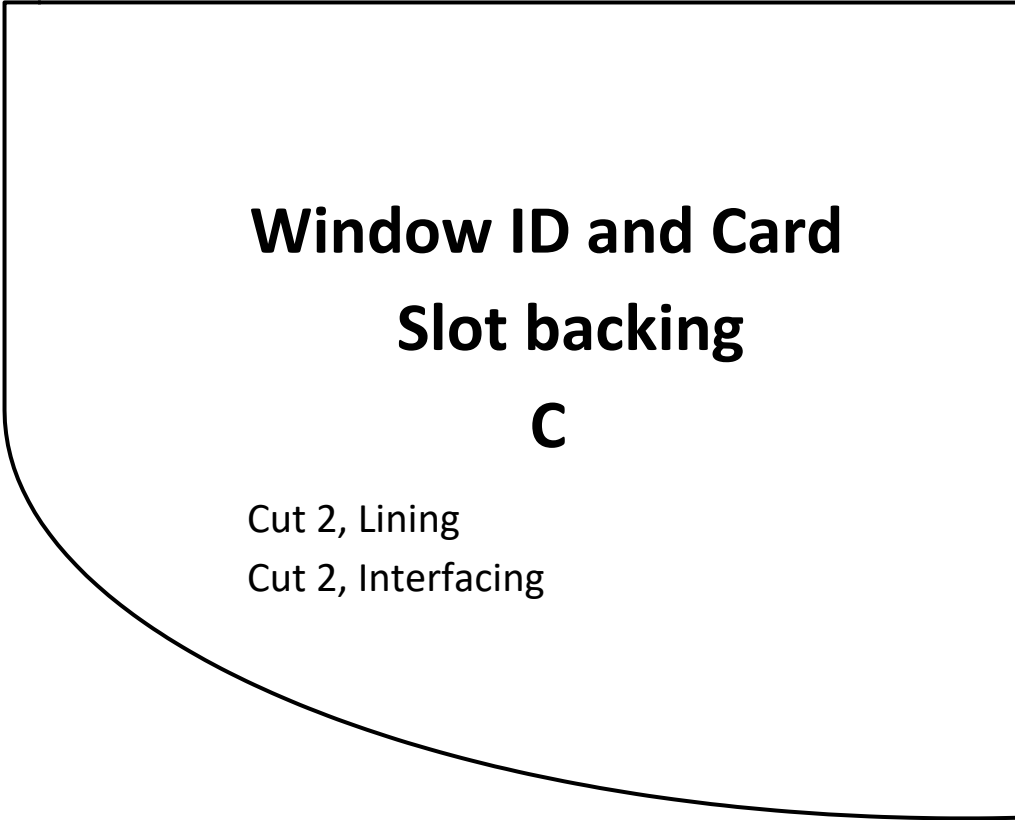 Window ID and Card
Slot backing
C
Cut 2, Lining
Cut 2, Interfacing